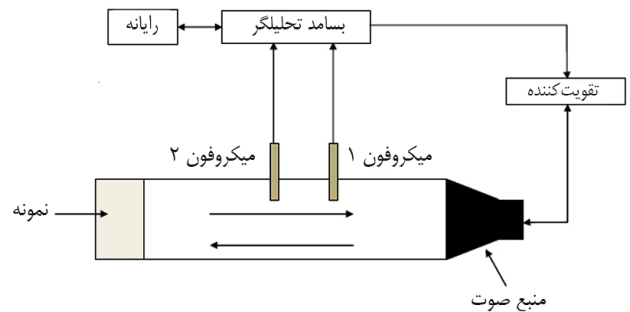 رایانه
بسامد تحلیلگر
تقویت‌کننده
میکروفون ۱
میکروفون ۲
نمونه
منبع صوت